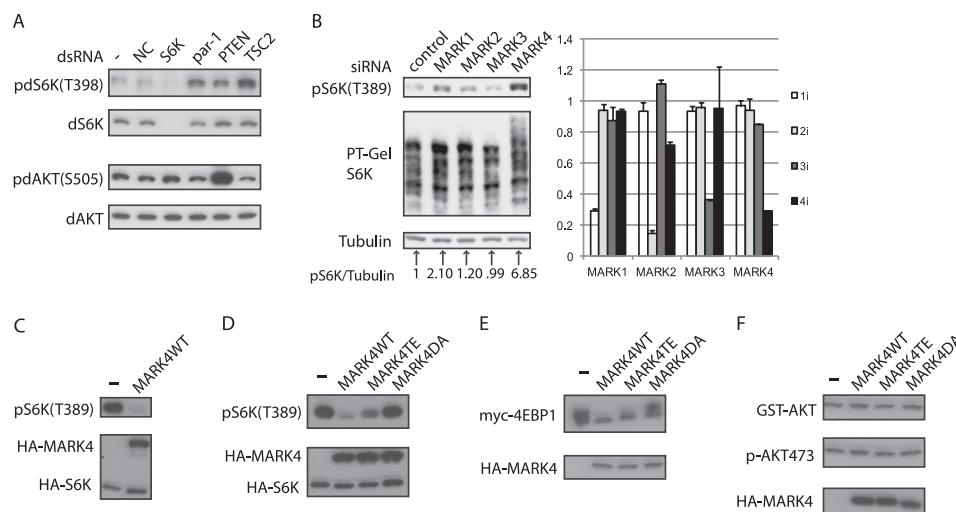 A
dsRNA
-
NC
S6K
par-1
PTEN
TSC2
pdS6K(T398)
dS6K
pdAKT(S505)
dAKT
B
siRNA
control
MARK1
MARK2
MARK3
MARK4
pS6K(T389)
PT-Gel
S6K
Tubulin
pS6K/Tubulin 1 2.10 1.20 .99 6.85
1.4
1.2
1
0.8
0.6
0.4
0.2
0
MARK1 MARK2 MARK3 MARK4
1i
2i
3i
4i
C
–
MARK4WT
pS6K(T389)
HA-MARK4
HA-S6K
D
–
MARK4WT
MARK4TE
MARK4DA
pS6K(T389)
HA-MARK4
HA-S6K
E
–
MARK4WT
MARK4TE
MARK4DA
myc-4EBP1
HA-MARK4
F
–
MARK4WT
MARK4TE
MARK4DA
GST-AKT
p-AKT473
HA-MARK4